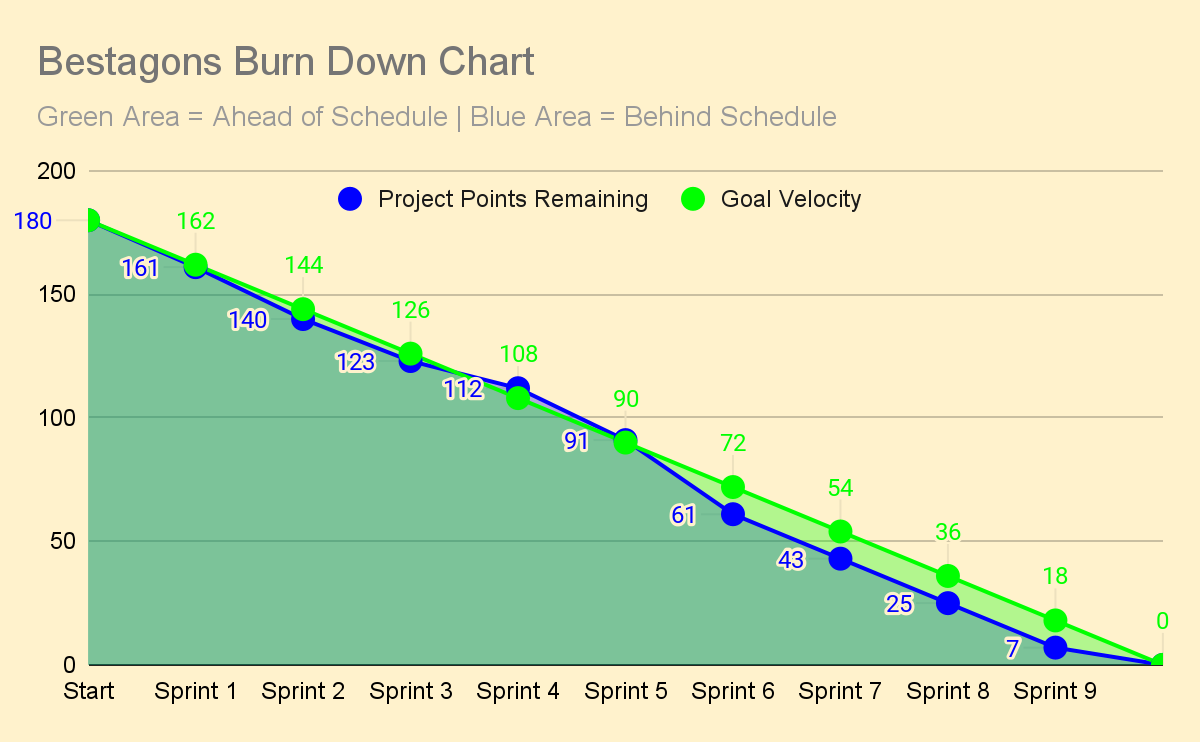 Bestagons Burn Down Chart
Green Area = Ahead of Schedule | Blue Area = Behind Schedule
200
Project Points Remaining
Goal Velocity
180
162
161
144
150
140
126
123
108
112
100
90
91
72
61
54
50
43
36
25
18
7
0
0
Start
Sprint 1
Sprint 2
Sprint 3
Sprint 4
Sprint 5
Sprint 6
Sprint 7
Sprint 8
Sprint 9